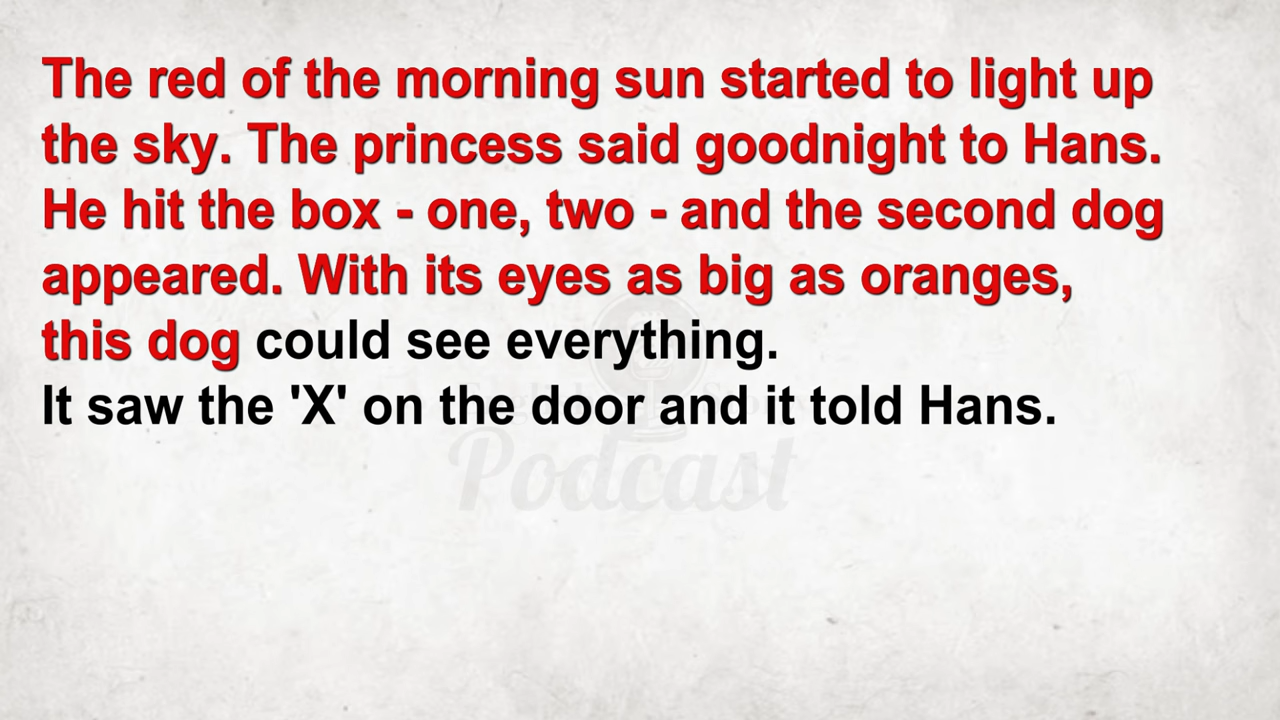 The red of the morning sun started to light up
the sky. The princess said goodnight to Hans.
He hit the box - one, two - and the second dog
appeared. With its eyes as big as oranges,
this dog could see everything.
It saw the 'X' on the door and it told Hans.
Podcast